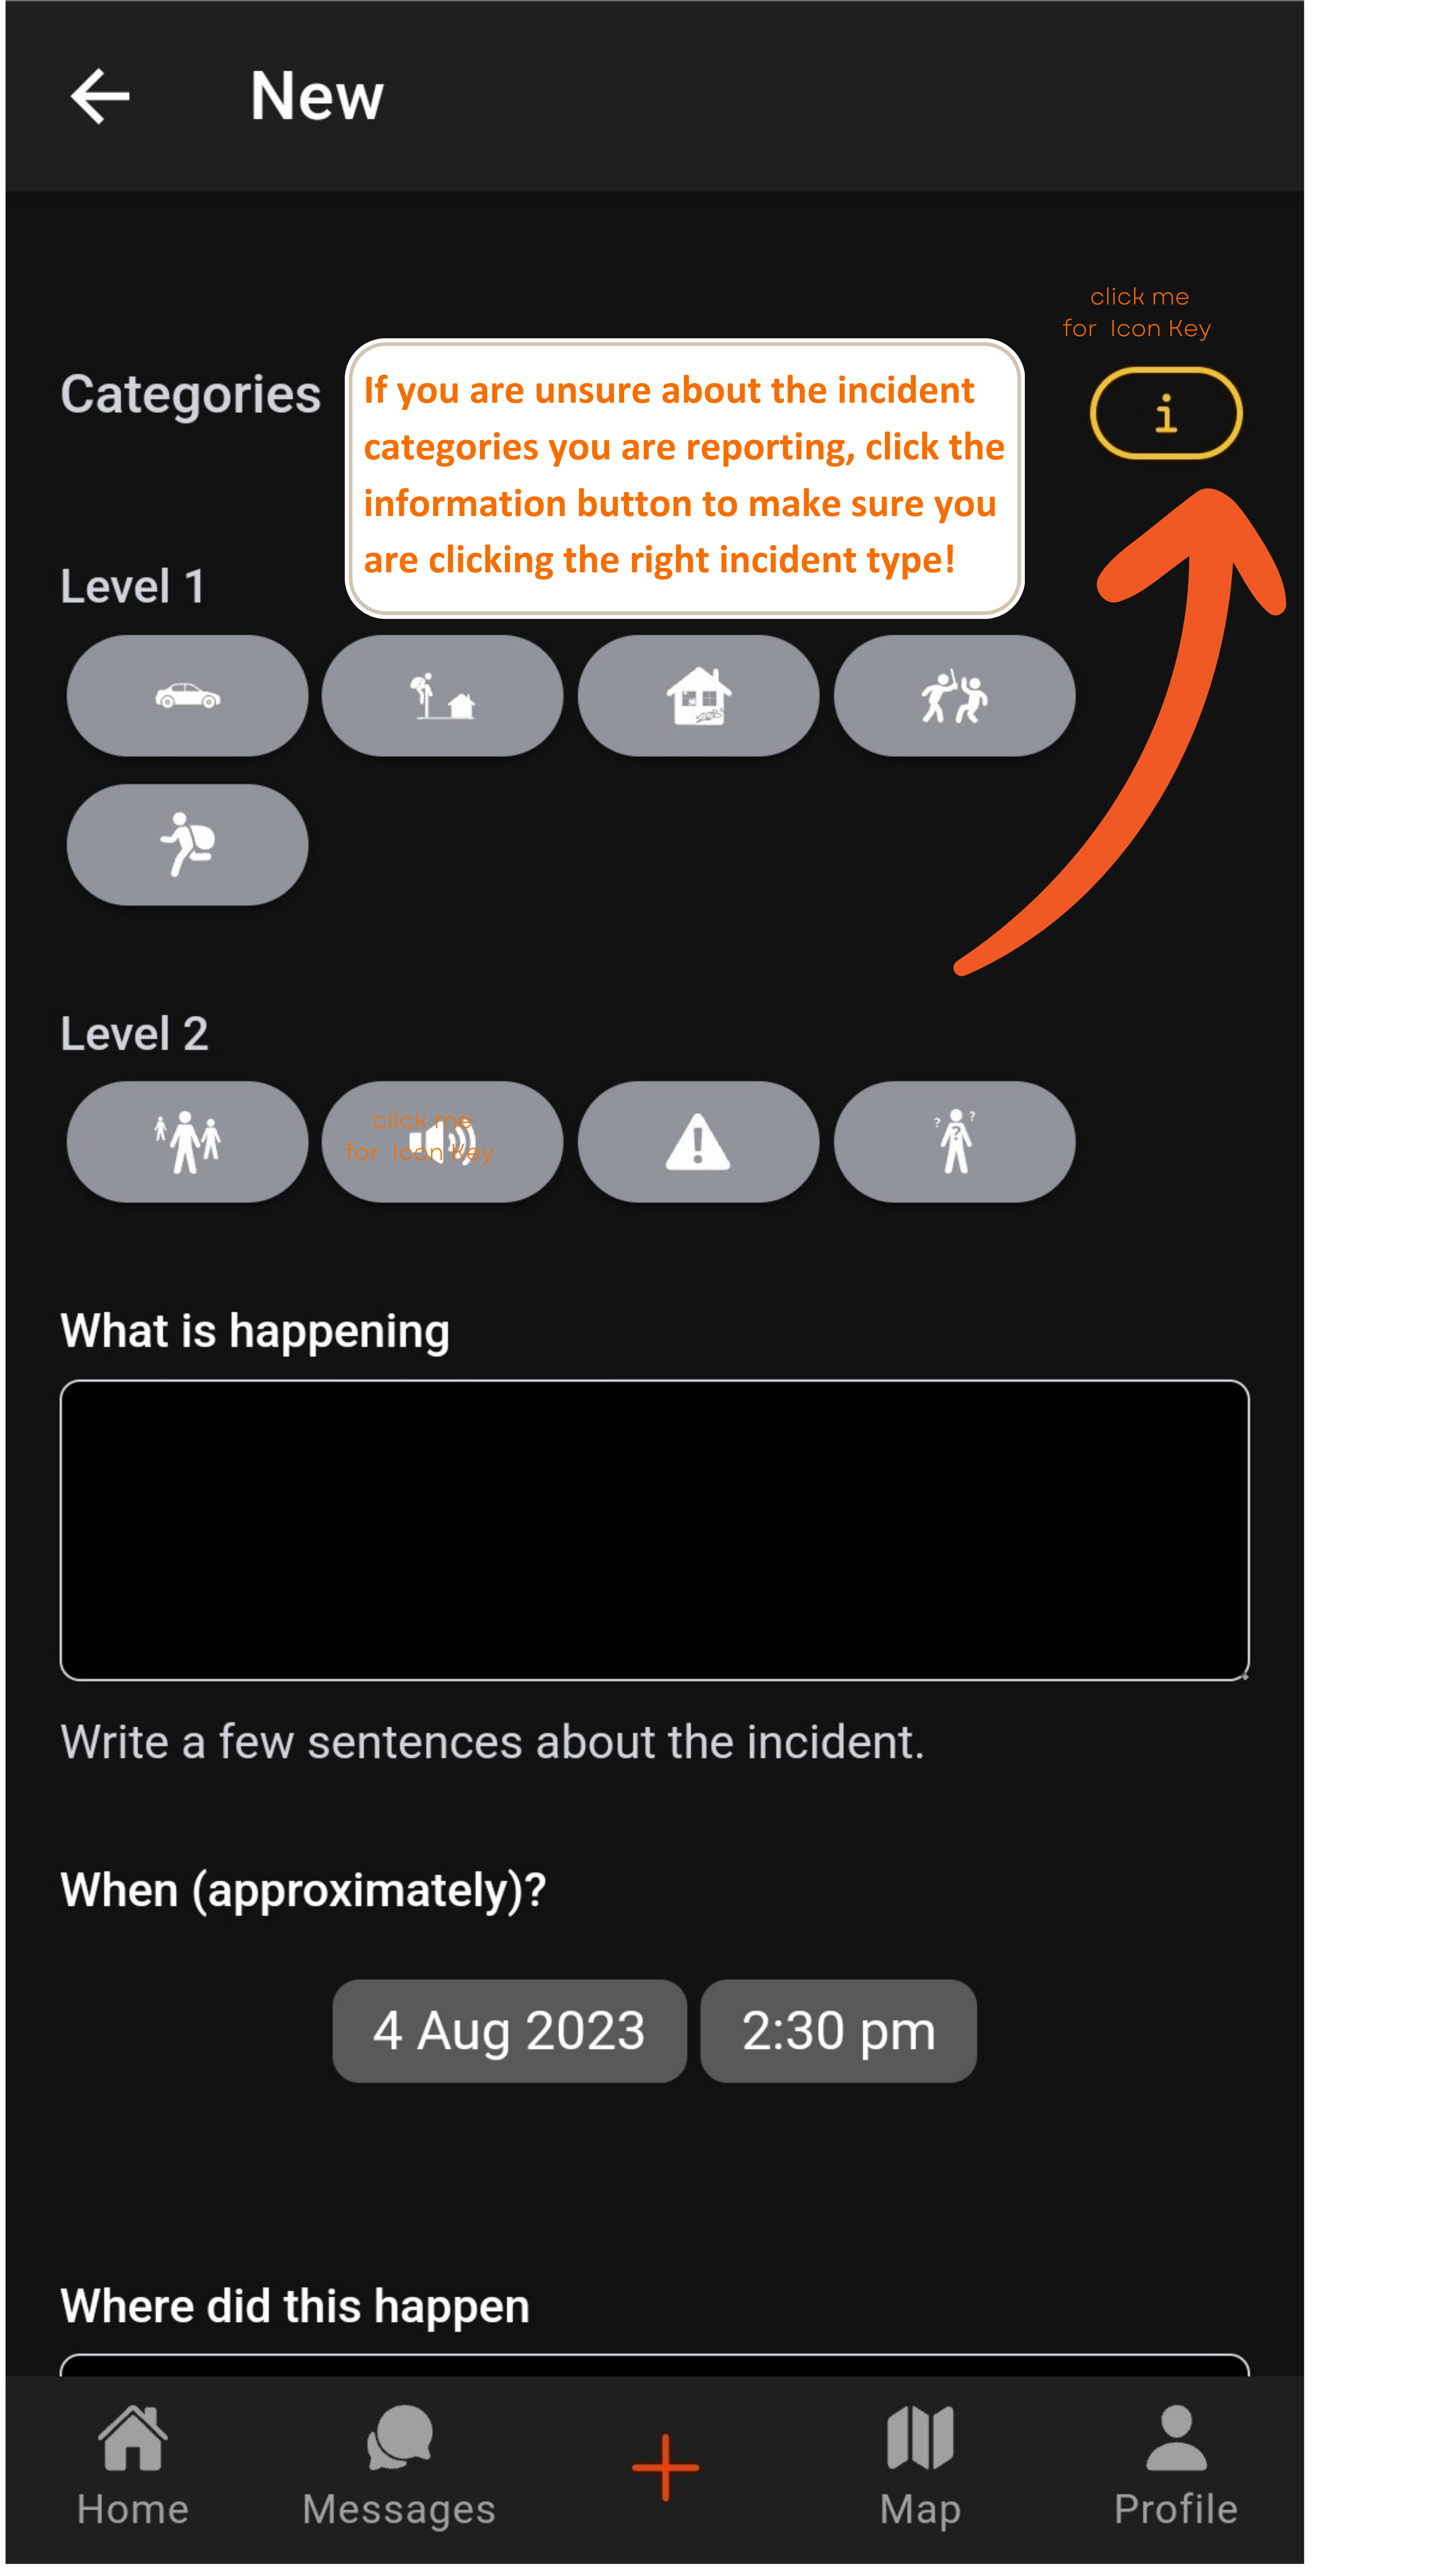 New
click me
for Icon Key
Categories
i
If you are unsure about the incident
categories you are reporting, click the
information button to make sure you
are clicking the right incident type!
Level 1
Level 2
click me
for Icon Key
? ?
?
What is happening
Write a few sentences about the incident.
When (approximately)?
4 Aug 2023 2:30 pm
Where did this happen
Home Messages Map Profile